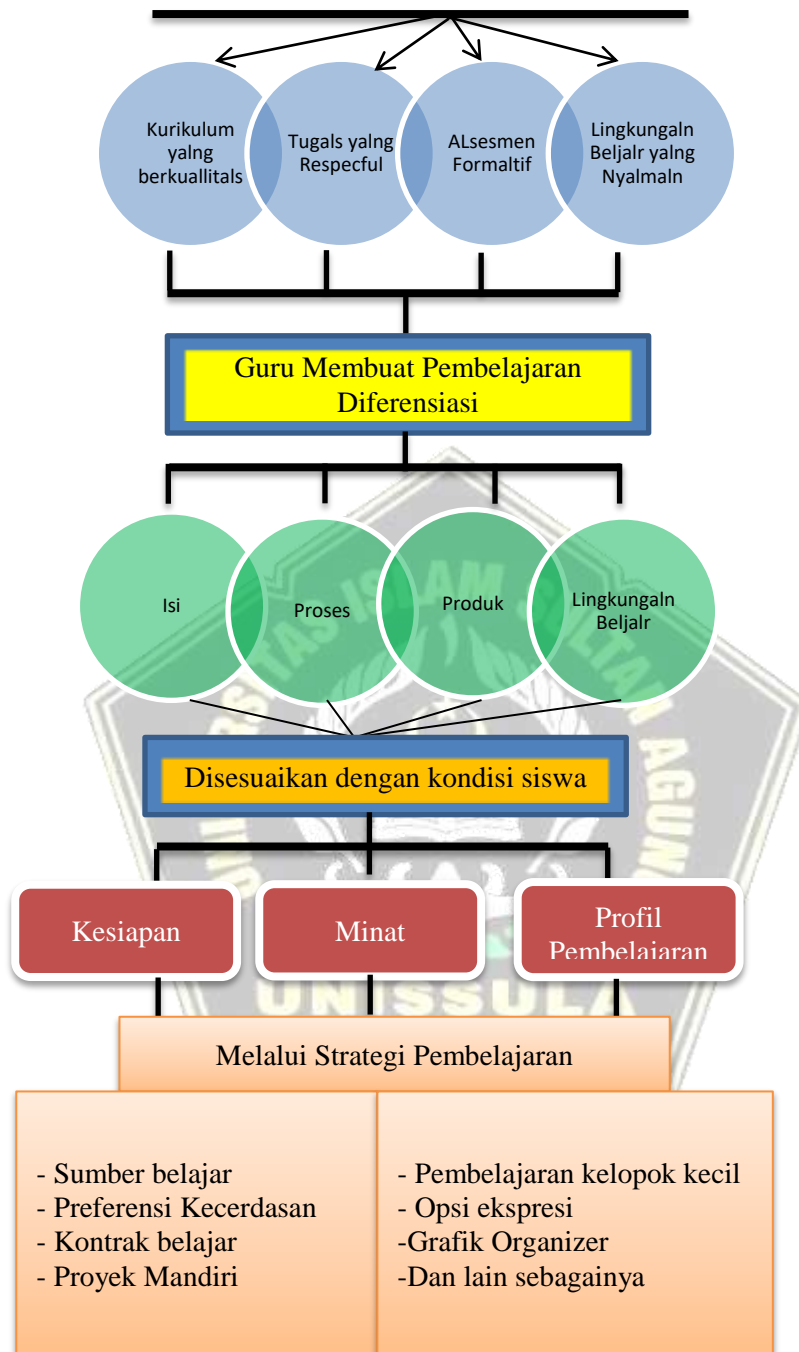 Kurikulum
yalng
berkuallitals
Tugals yalng
Respecful
ALsesmen
Formaltif
Lingkungaln
Beljalr yalng
Nyalmaln
Guru Membuat Pembelajaran
Diferensiasi
Isi
Proses
Produk
Lingkungaln
Beljalr
Disesuaikan dengan kondisi siswa
Kesiapan
Minat
Profil
Pembelajaran
UNISSULA
Melalui Strategi Pembelajaran
- Sumber belajar
- Preferensi Kecerdasan
- Kontrak belajar
- Proyek Mandiri
- Pembelajaran kelopok kecil
- Opsi ekspresi
-Grafik Organizer
-Dan lain sebagainya